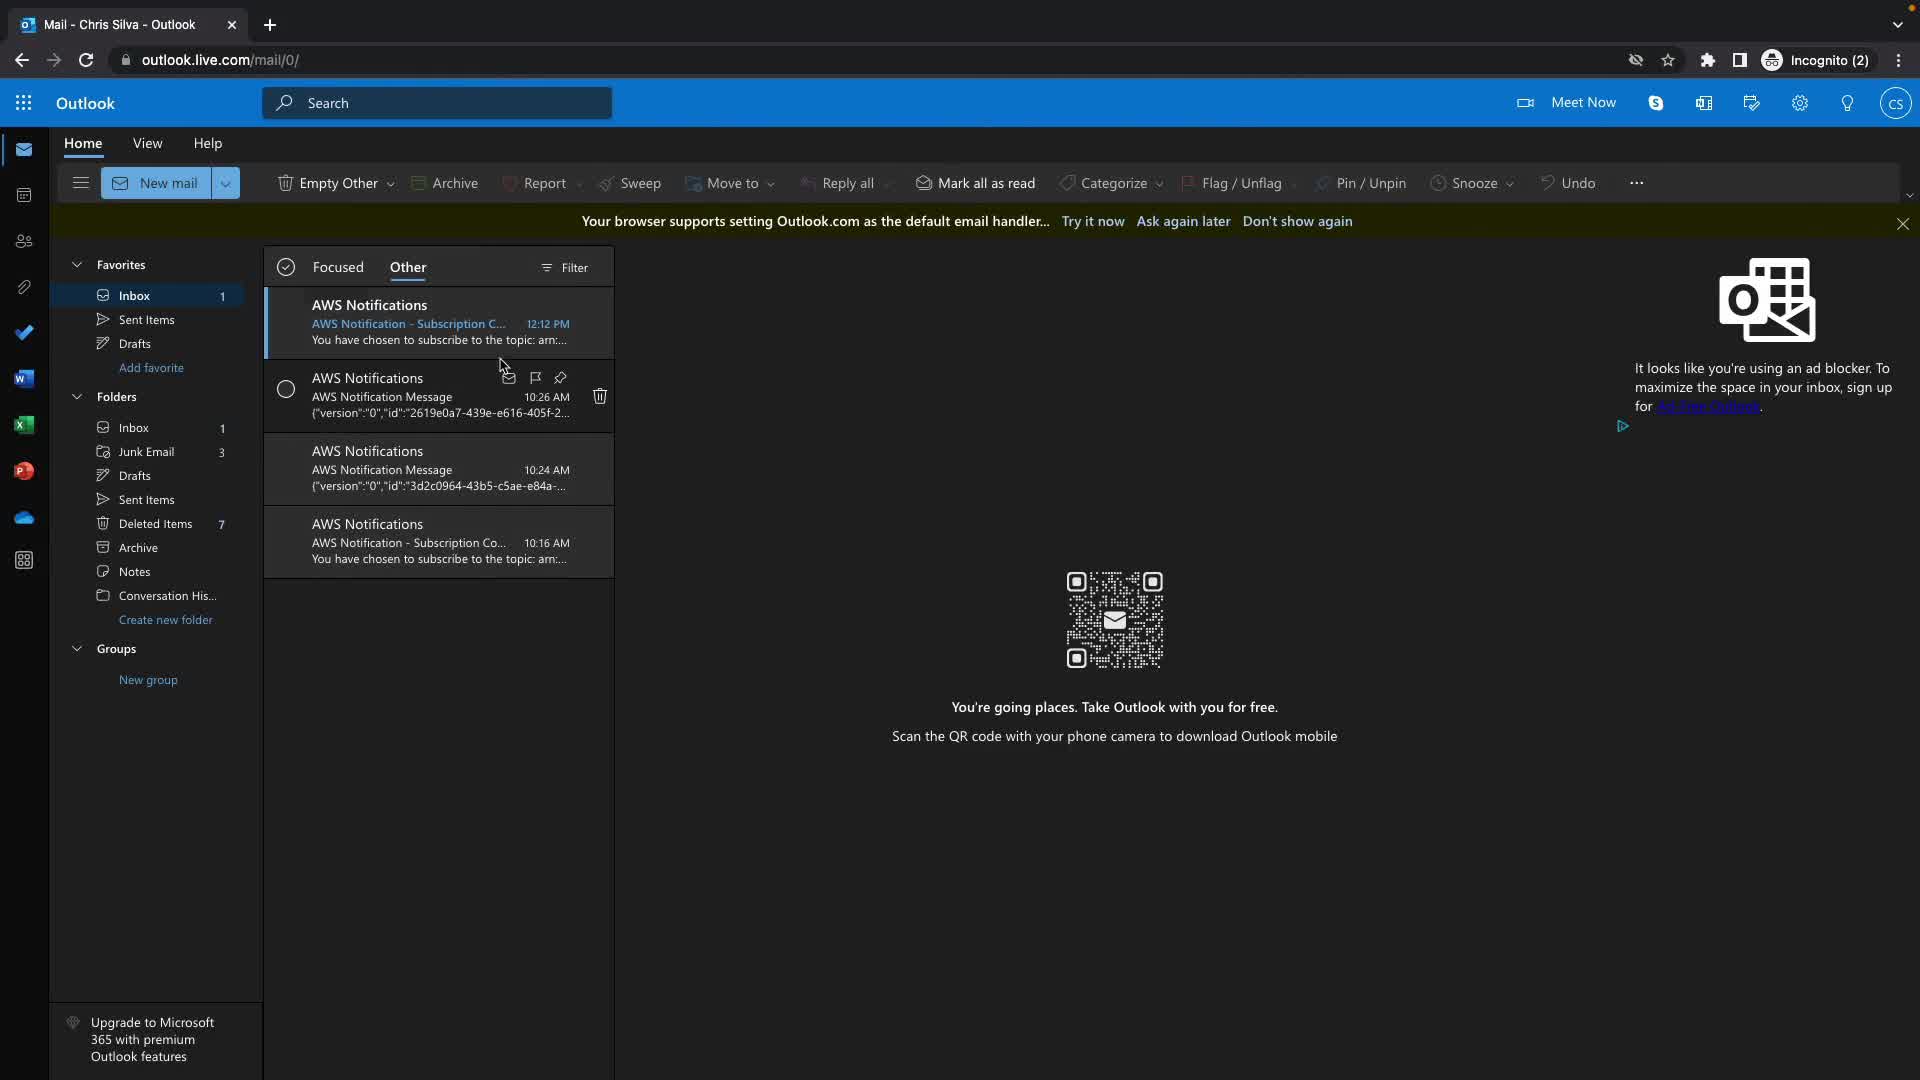 Mail - Chris Silva - Outlook
outlook.live.com/mail/0/
Incognito (2)
Outlook
Search
Meet Now
CS
Home View Help
New mail
Empty Other
Archive
Report
Sweep
Move to
Reply all
Mark all as read
Categorize
Flag / Unflag
Pin / Unpin
Snooze
Undo
Your browser supports setting Outlook.com as the default email handler... Try it now Ask again later Don't show again
Favorites
Inbox 1
Sent Items
Drafts
Add favorite
Folders
Inbox 1
Junk Email 3
Drafts
Sent Items
Deleted Items 7
Archive
Notes
Conversation His...
Create new folder
Groups
New group
Upgrade to Microsoft
365 with premium
Outlook features
Focused Other Filter
AWS Notifications
AWS Notification - Subscription C... 12:12 PM
You have chosen to subscribe to the topic: arn:...
AWS Notifications
AWS Notification Message 10:26 AM
{"version":"0","id":"2619e0a7-439e-e616-405f-2...
AWS Notifications
AWS Notification Message 10:24 AM
{"version":"0","id":"3d2c0964-43b5-c5ae-e84a-...
AWS Notifications
AWS Notification - Subscription Co... 10:16 AM
You have chosen to subscribe to the topic: arn:...
You're going places. Take Outlook with you for free.
Scan the QR code with your phone camera to download Outlook mobile
It looks like you're using an ad blocker. To
maximize the space in your inbox, sign up
for Ad-Free Outlook.